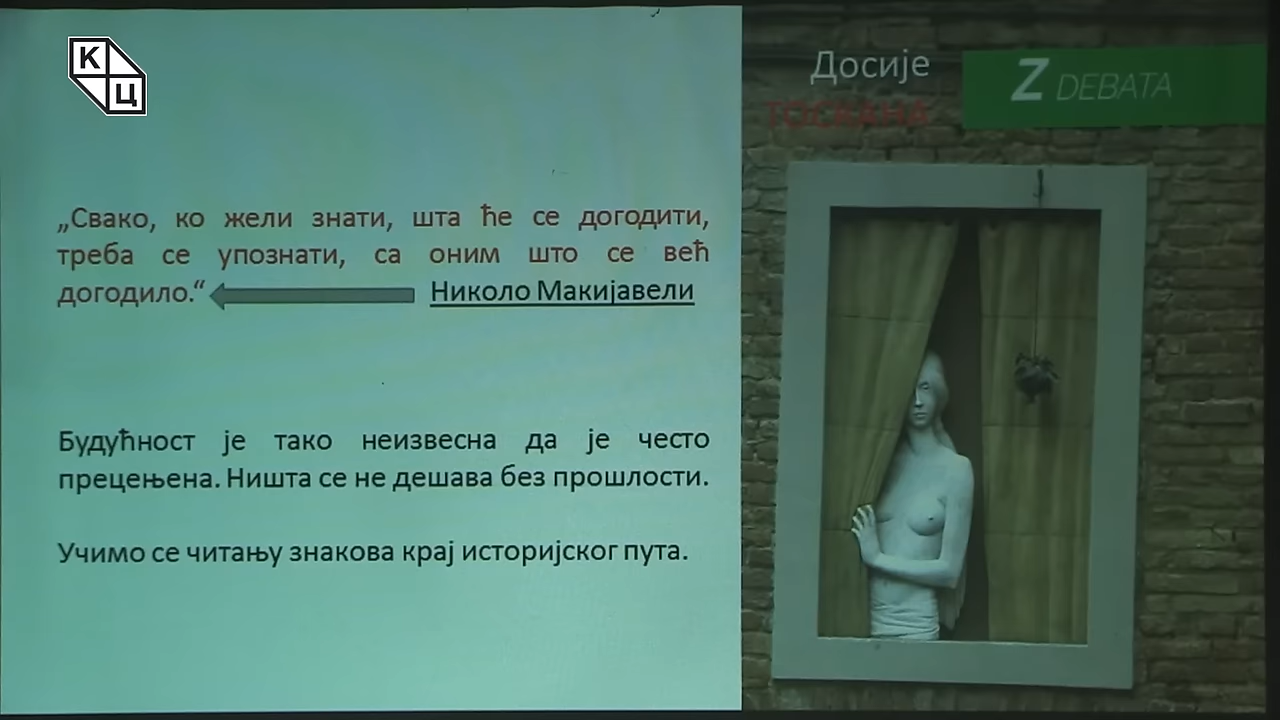 К
Ц
„Свако, ко жели знати, шта ће се догодити,
треба се упознати, са оним што се већ
догодило.“ Николо Макијавели
Будућност је тако неизвесна да је често
прецењена. Ништа се не дешава без прошлости.
Учимо се читању знакова крај историјског пута.
Досије
ТОСКАНА
Z DEBATA